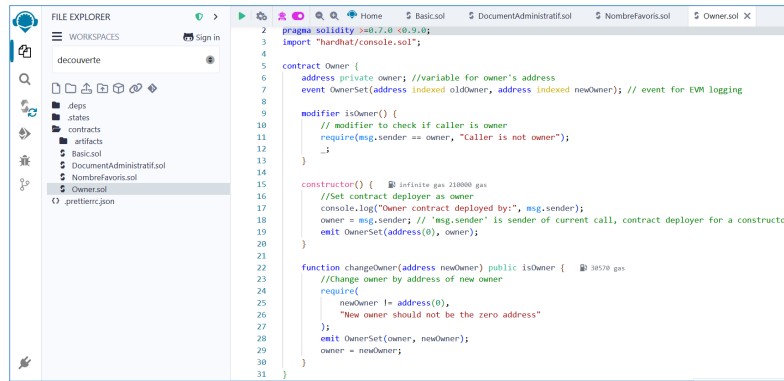 FILE EXPLORER
WORKSPACES
Sign in
decouverte
.deps
.states
contracts
artifacts
Basic.sol
DocumentAdministratif.sol
NombreFavoris.sol
Owner.sol
.prettierrc.json
Home Basic.sol DocumentAdministratif.sol NombreFavoris.sol Owner.sol
2 pragma solidity >=0.7.0 <0.9.0;
3 import "hardhat/console.sol";
4
5 contract Owner {
6 address private owner; //variable for owner's address
7 event OwnerSet(address indexed oldOwner, address indexed newOwner); // event for EVM logging
8
9 modifier isOwner() {
10 // modifier to check if caller is owner
11 require(msg.sender == owner, "Caller is not owner");
12 _;
13 }
14
15 constructor() { infinite gas 210000 gas
16 //Set contract deployer as owner
17 console.log("Owner contract deployed by:", msg.sender);
18 owner = msg.sender; // 'msg.sender' is sender of current call, contract deployer for a constructo
19 emit OwnerSet(address(0), owner);
20 }
21
22 function changeOwner(address newOwner) public isOwner { 30570 gas
23 //Change owner by address of new owner
24 require(
25 newOwner != address(0),
26 "New owner should not be the zero address"
27 );
28 emit OwnerSet(owner, newOwner);
29 owner = newOwner;
30 }
31 }